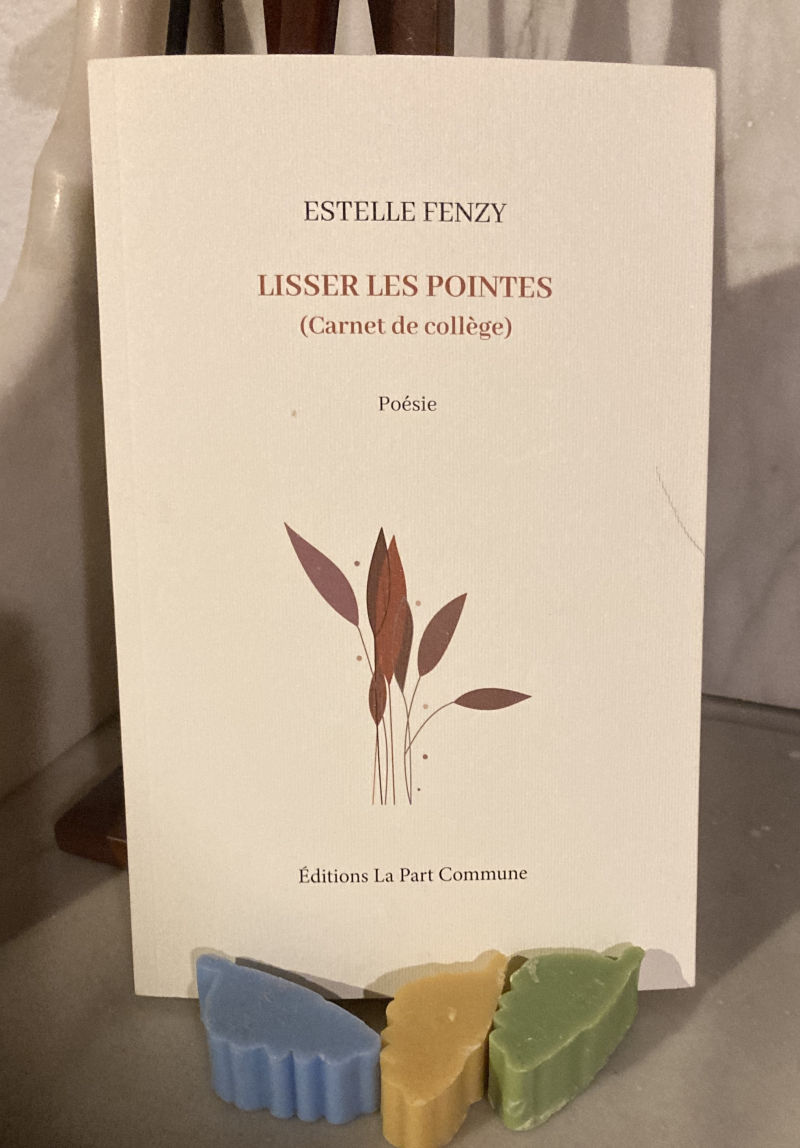 ESTELLE FENZY
LISSER LES POINTES
(Carnet de collège)
Poésie
Éditions La Part Commune